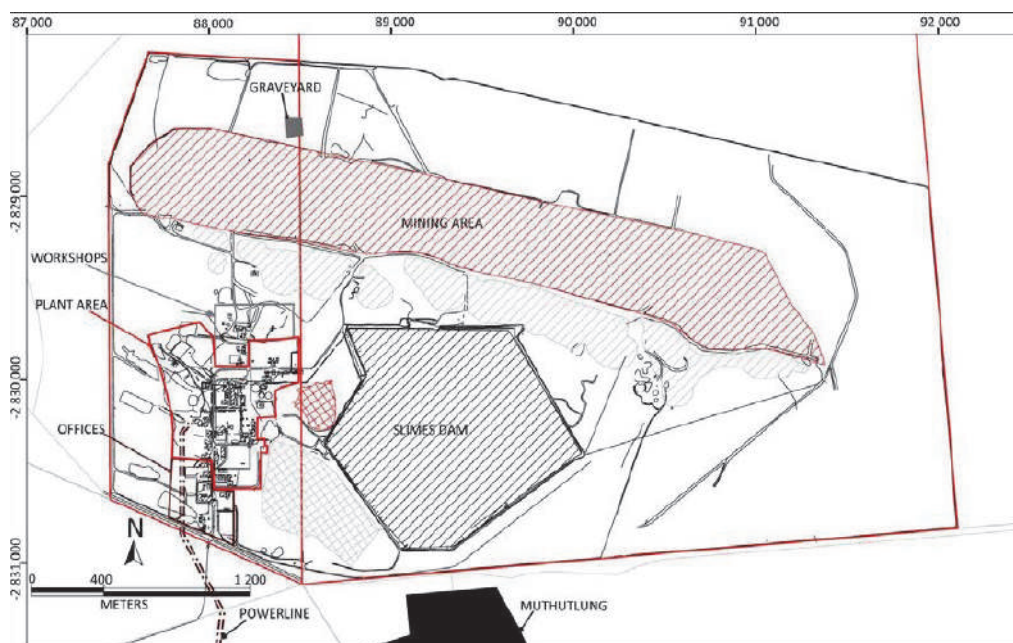 87 000
88 000
89 000
90 000
91 000
92 000
GRAVEYARD
-2 829 000
MINING AREA
WORKSHOPS
PLANT AREA
-2 830 000
OFFICES
SLIMES DAM
N
-2 831 000
0 400 1 200
METERS
POWERLINE
MUTHUTLUNG